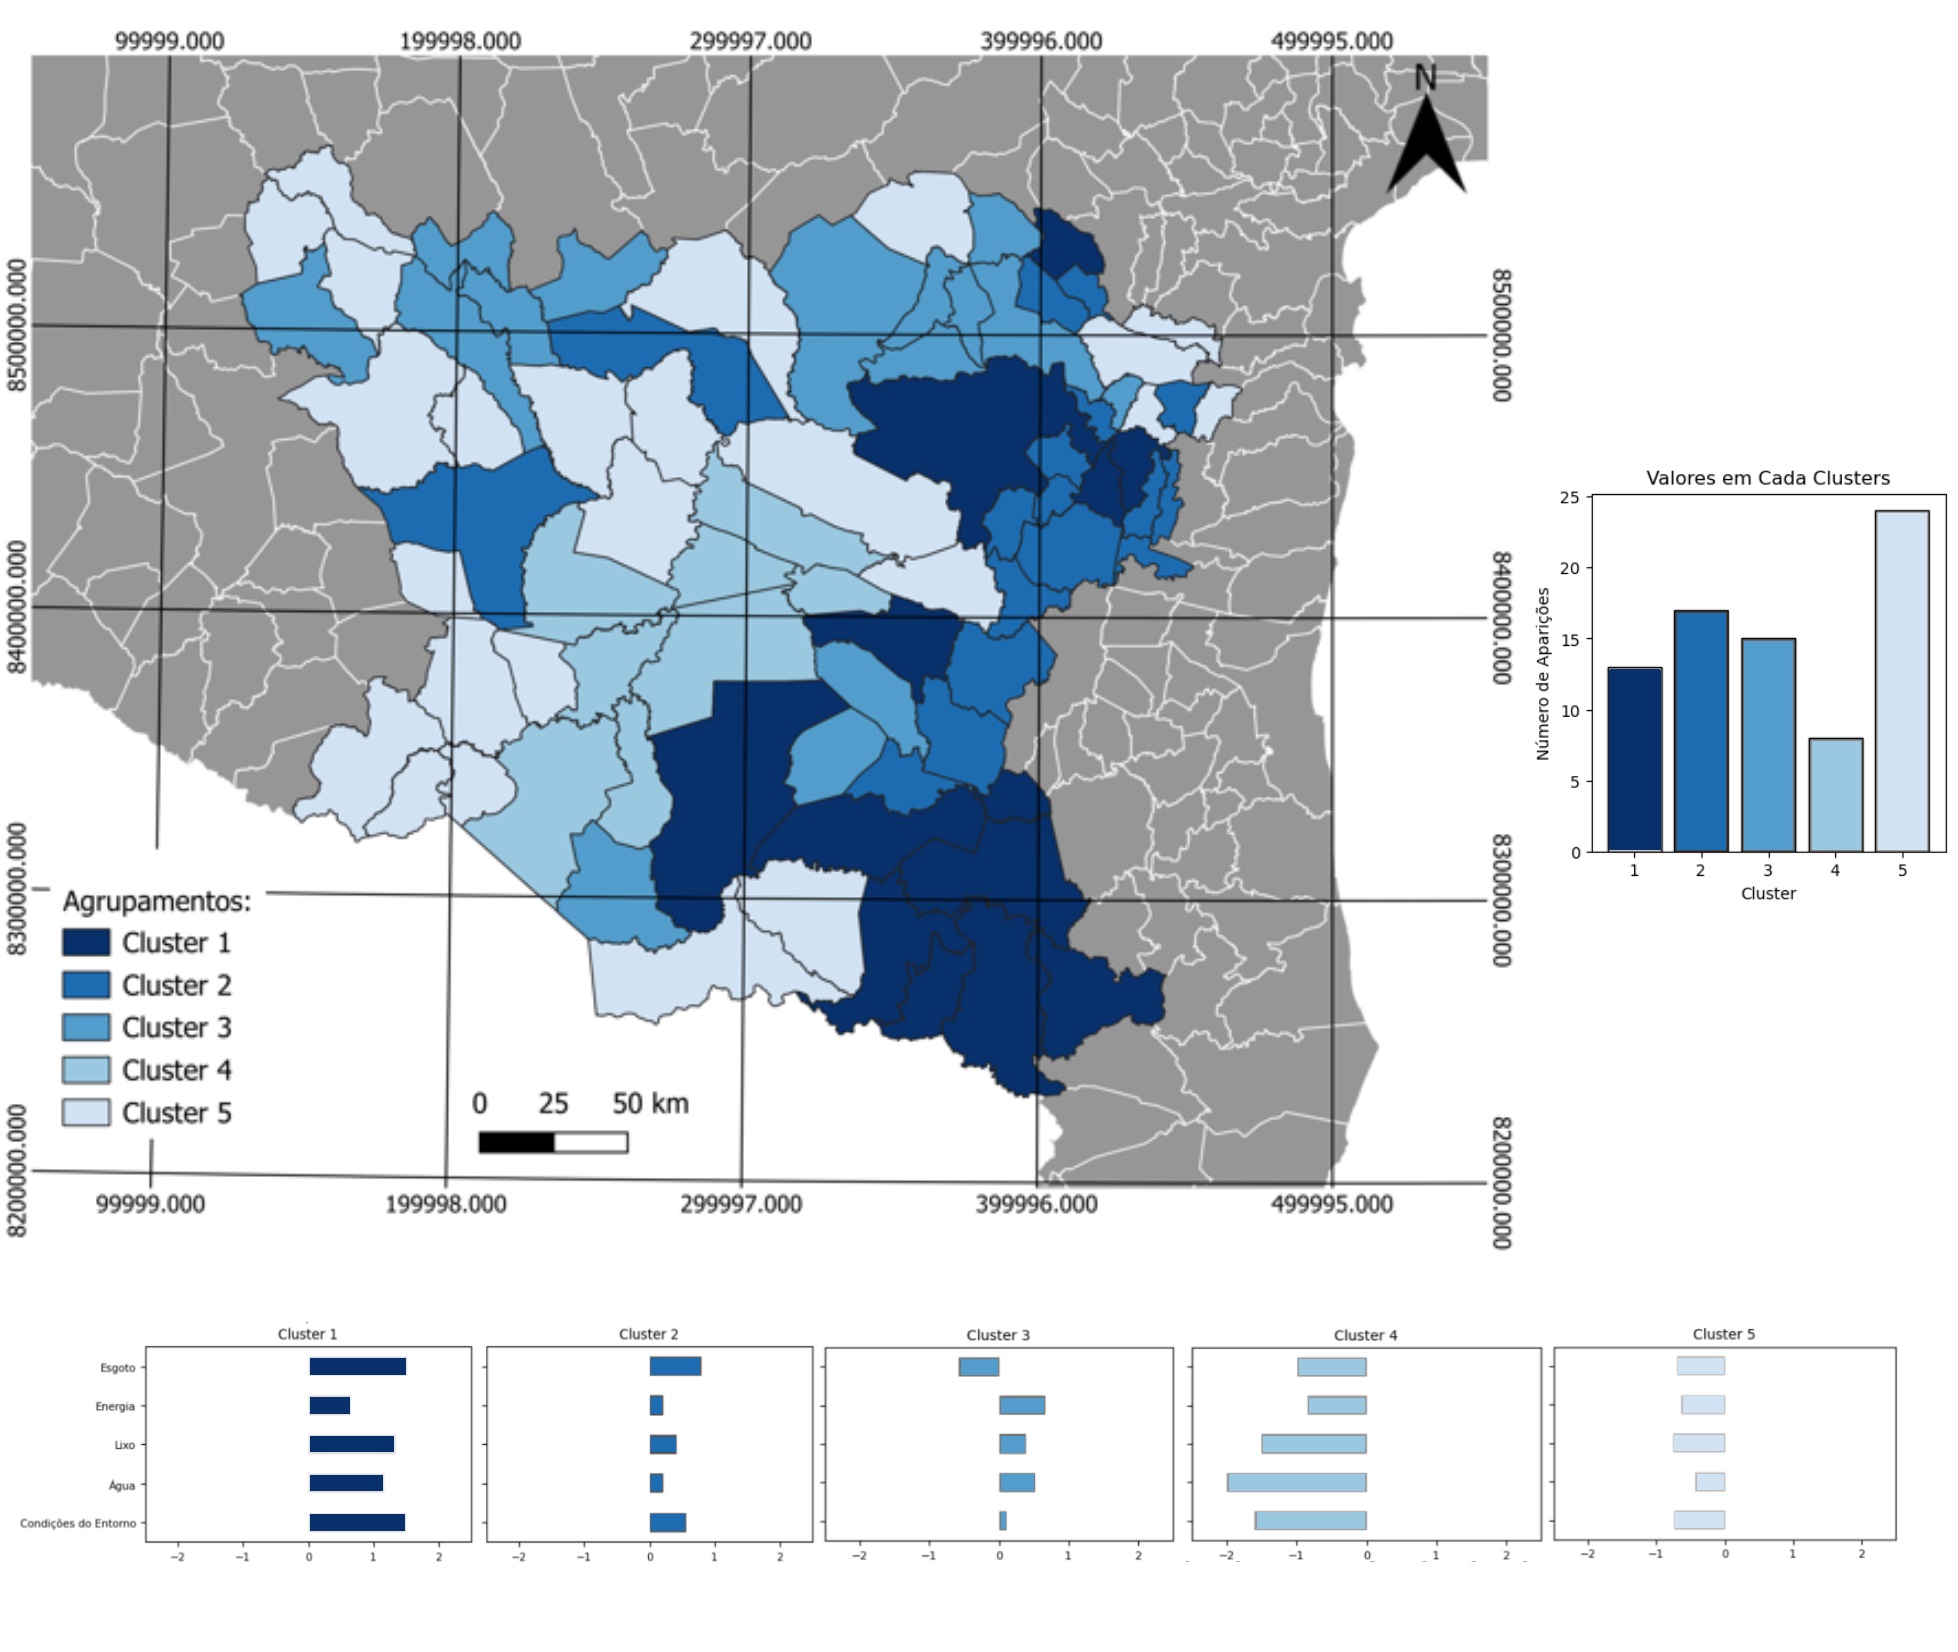 99999.000 199998.000 299997.000 399996.000 499995.000
N
8500000.000
8400000.000
8300000.000
8200000.000
8500000.000
8400000.000
8300000.000
8200000.000
Agrupamentos:
Cluster 1
Cluster 2
Cluster 3
Cluster 4
Cluster 5
0 25 50 km
99999.000 199998.000 299997.000 399996.000 499995.000
Valores em Cada Clusters
Número de Aparições
25
20
15
10
5
0
1 2 3 4 5
Cluster
Cluster 1 Cluster 2 Cluster 3 Cluster 4 Cluster 5
Esgoto
Energia
Lixo
Água
Condições do Entorno
−2 −1 0 1 2 −2 −1 0 1 2 −2 −1 0 1 2 −2 −1 0 1 2 −2 −1 0 1 2